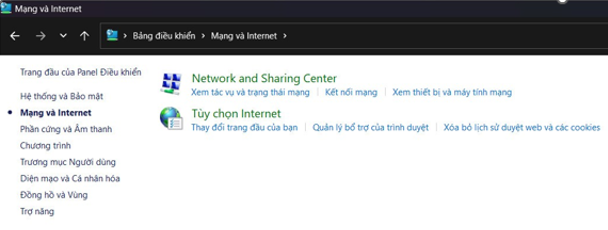 Mạng và Internet
Bảng điều khiển > Mạng và Internet >
Trang đầu của Panel Điều khiển
Hệ thống và Bảo mật
Mạng và Internet
Phần cứng và Âm thanh
Chương trình
Trương mục Người dùng
Diện mạo và Cá nhân hóa
Đồng hồ và Vùng
Trợ năng
Network and Sharing Center
Xem tác vụ và trạng thái mạng | Kết nối mạng | Xem thiết bị và máy tính mạng
Tùy chọn Internet
Thay đổi trang đầu của bạn | Quản lý bổ trợ của trình duyệt | Xóa bỏ lịch sử duyệt web và các cookies